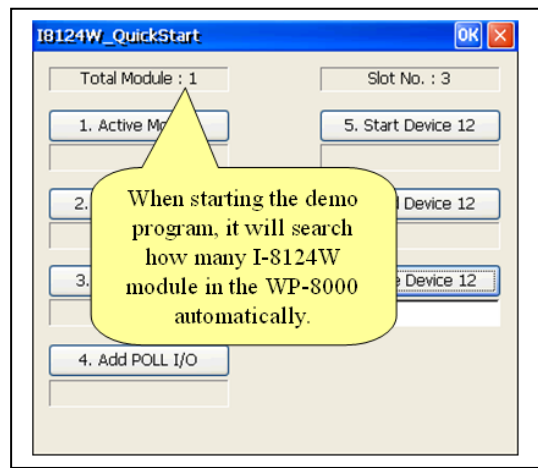 I8124W_QuickStart OK
Total Module : 1 Slot No. : 3
1. Active Mo 5. Start Device 12
2. Device 12
When starting the demo
program, it will search
how many I-8124W
module in the WP-8000
automatically.
3. Device 12
4. Add POLL I/O